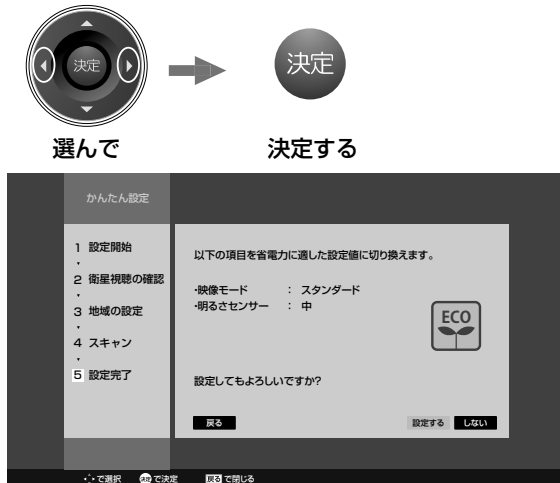 決定
決定
選んで
決定する
かんたん設定
1 設定開始
2 衛星視聴の確認
3 地域の設定
4 スキャン
5 設定完了
以下の項目を省電力に適した設定値に切り換えます。
・映像モード ： スタンダード
・明るさセンサー ： 中
ECO
設定してもよろしいですか?
戻る
設定する しない
で選択 決定 で決定 戻る で閉じる